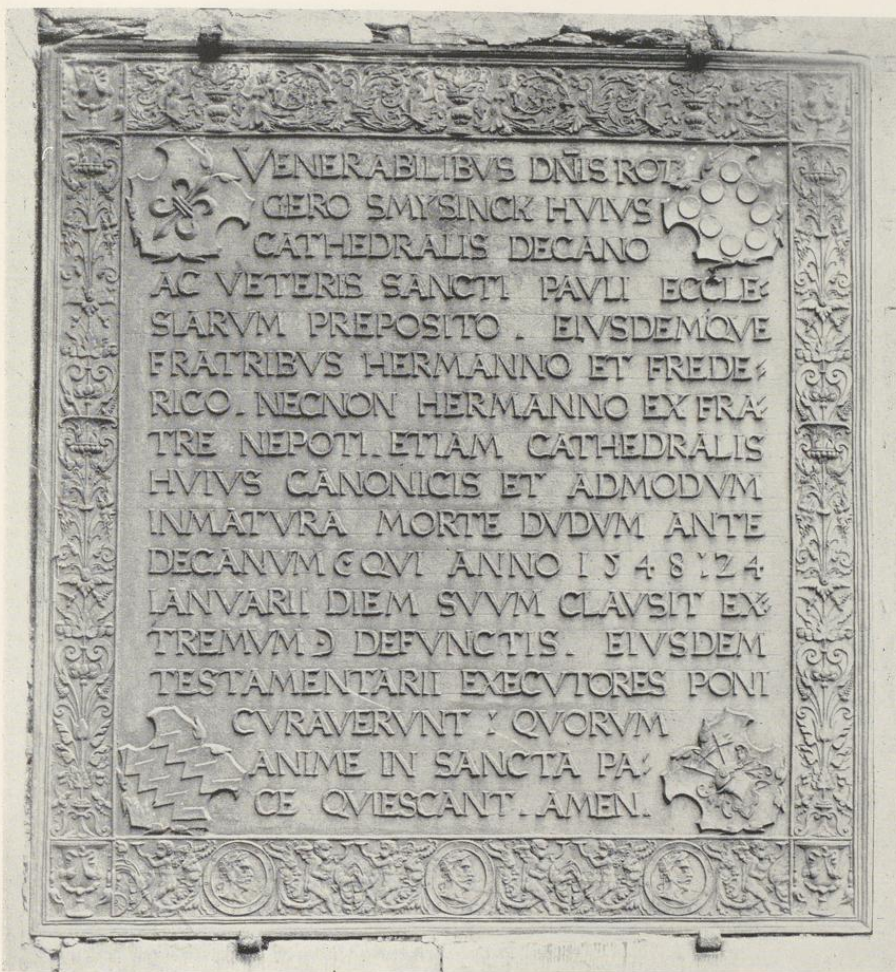 VENERABILIBVS DN̄IS ROT
GERO SMYSINCK HVIVS
CATHEDRALIS DECANO
AC VETERIS SANCTI PAVLI ECCLE:
SIARVM PREPOSITO . EIVSDEMQVE
FRATRIBVS HERMANNO ET FREDE:
RICO . NECNON HERMANNO EX FRA:
TRE NEPOTI . ETIAM CATHEDRALIS
HVIVS CANONICIS ET ADMODVM
INMATVRA MORTE DVDVM ANTE
DECANVM ( QVI ANNO 1548 : 24
IANVARII DIEM SVVM CLAVSIT EX:
TREMVM ) DEFVNCTIS . EIVSDEM
TESTAMENTARII EXECVTORES PONI
CVRAVERVNT : QVORVM
ANIME IN SANCTA PA:
CE QVIESCANT . AMEN .